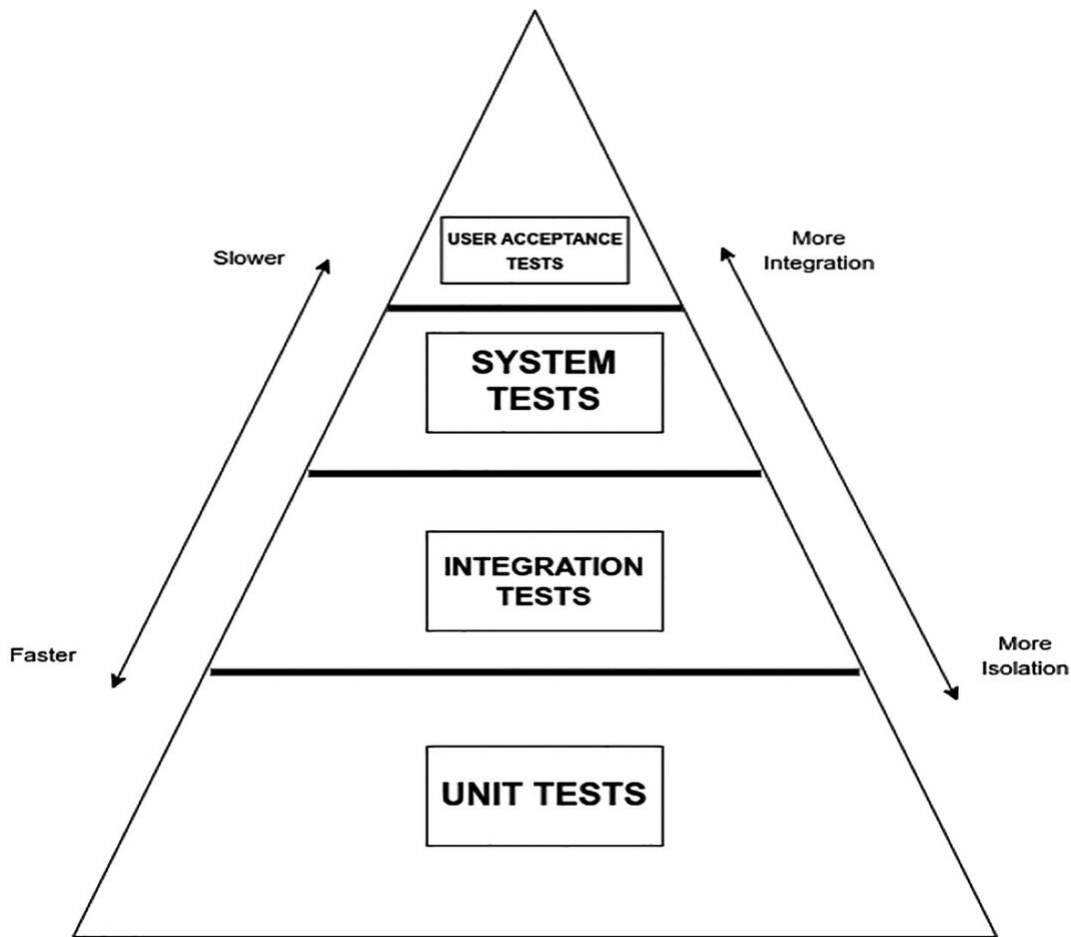 USER ACCEPTANCE
TESTS
Slower
More
Integration
SYSTEM
TESTS
INTEGRATION
TESTS
Faster
More
Isolation
UNIT TESTS